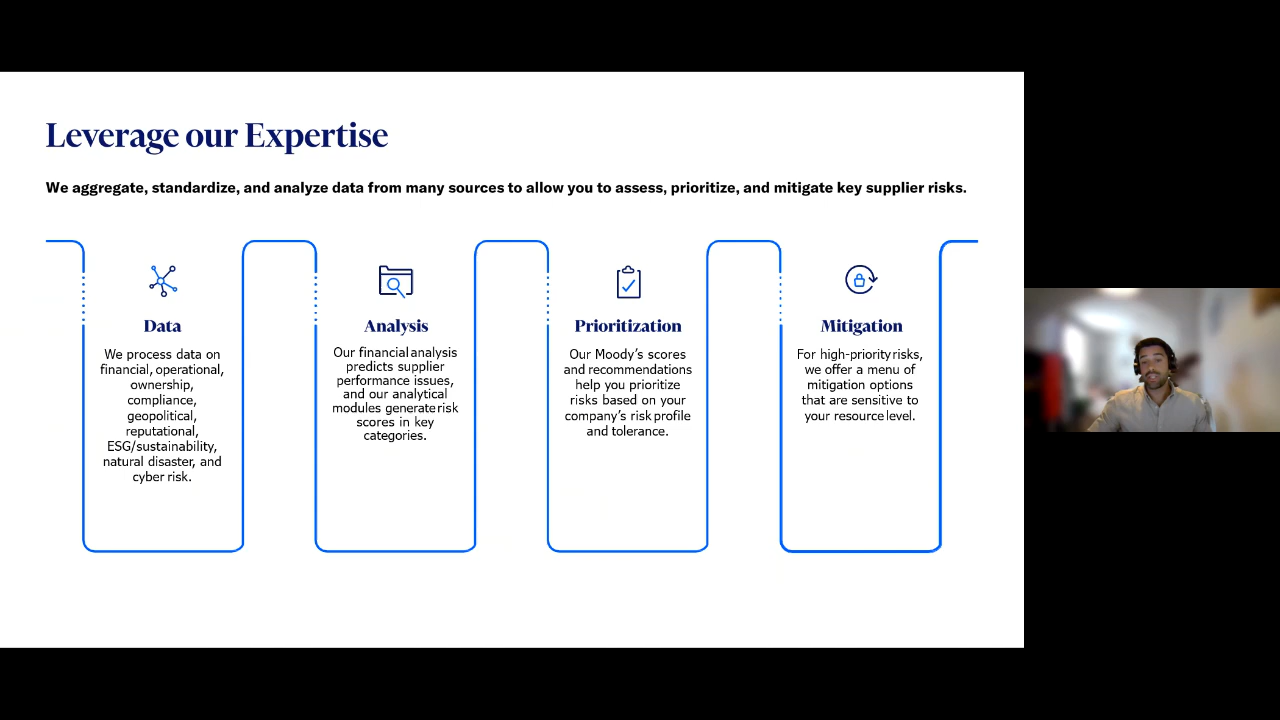 Leverage our Expertise
We aggregate, standardize, and analyze data from many sources to allow you to assess, prioritize, and mitigate key supplier risks.
Data
We process data on
financial, operational,
ownership,
compliance,
geopolitical,
reputational,
ESG/sustainability,
natural disaster, and
cyber risk.
Analysis
Our financial analysis
predicts supplier
performance issues,
and our analytical
modules generate risk
scores in key
categories.
Prioritization
Our Moody's scores
and recommendations
help you prioritize
risks based on your
company's risk profile
and tolerance.
Mitigation
For high-priority risks,
we offer a menu of
mitigation options
that are sensitive to
your resource level.